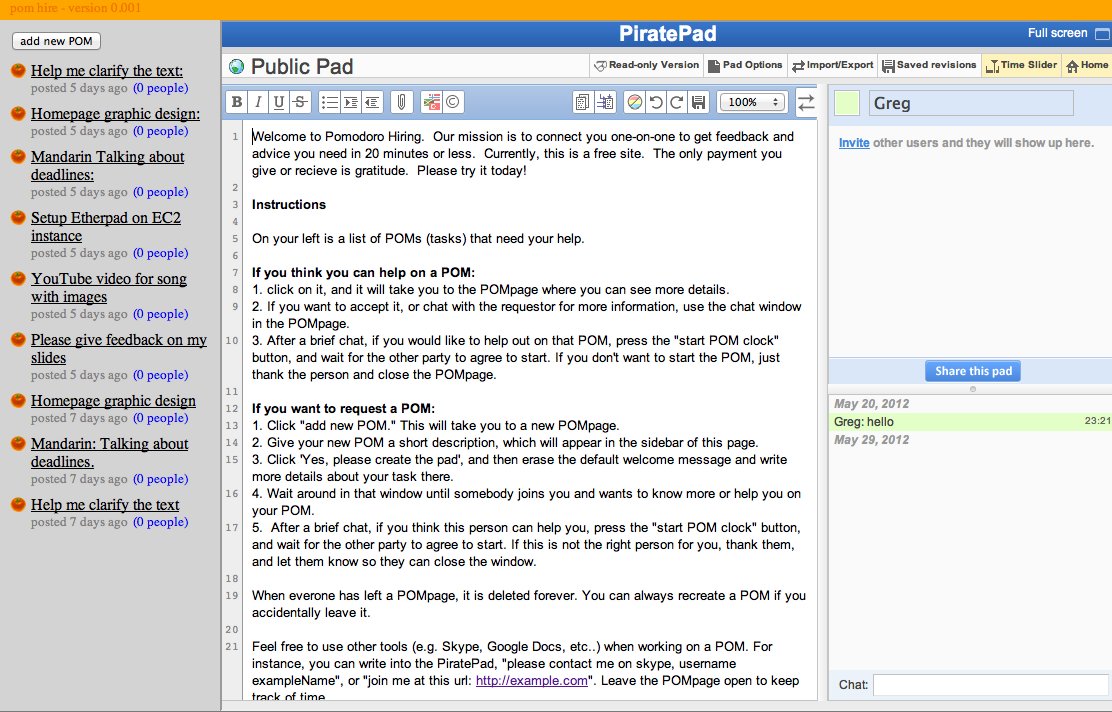 pom hire - version 0.001
add new POM
Help me clarify the text:
posted 5 days ago (0 people)
Homepage graphic design:
posted 5 days ago (0 people)
Mandarin Talking about
deadlines:
posted 5 days ago (0 people)
Setup Etherpad on EC2
instance
posted 5 days ago (0 people)
YouTube video for song
with images
posted 5 days ago (0 people)
Please give feedback on my
slides
posted 5 days ago (0 people)
Homepage graphic design
posted 7 days ago (0 people)
Mandarin: Talking about
deadlines.
posted 7 days ago (0 people)
Help me clarify the text
posted 7 days ago (0 people)
PiratePad
Full screen
Public Pad
Read-only Version
Pad Options
Import/Export
Saved revisions
Time Slider
Home
B I U S
100%
1 Welcome to Pomodoro Hiring. Our mission is to connect you one-on-one to get feedback and
advice you need in 20 minutes or less. Currently, this is a free site. The only payment you
give or recieve is gratitude. Please try it today!
2
3 Instructions
4
5 On your left is a list of POMs (tasks) that need your help.
6
7 If you think you can help on a POM:
8 1. click on it, and it will take you to the POMpage where you can see more details.
9 2. If you want to accept it, or chat with the requestor for more information, use the chat window
in the POMpage.
10 3. After a brief chat, if you would like to help out on that POM, press the "start POM clock"
button, and wait for the other party to agree to start. If you don't want to start the POM, just
thank the person and close the POMpage.
11
12 If you want to request a POM:
13 1. Click "add new POM." This will take you to a new POMpage.
14 2. Give your new POM a short description, which will appear in the sidebar of this page.
15 3. Click 'Yes, please create the pad', and then erase the default welcome message and write
more details about your task there.
16 4. Wait around in that window until somebody joins you and wants to know more or help you on
your POM.
17 5. After a brief chat, if you think this person can help you, press the "start POM clock" button,
and wait for the other party to agree to start. If this is not the right person for you, thank them,
and let them know so they can close the window.
18
19 When everone has left a POMpage, it is deleted forever. You can always recreate a POM if you
accidentally leave it.
20
21 Feel free to use other tools (e.g. Skype, Google Docs, etc..) when working on a POM. For
instance, you can write into the PiratePad, "please contact me on skype, username
exampleName", or "join me at this url: http://example.com". Leave the POMpage open to keep
track of time
Greg
Invite other users and they will show up here.
Share this pad
May 20, 2012
Greg: hello 23:21
May 29, 2012
Chat: